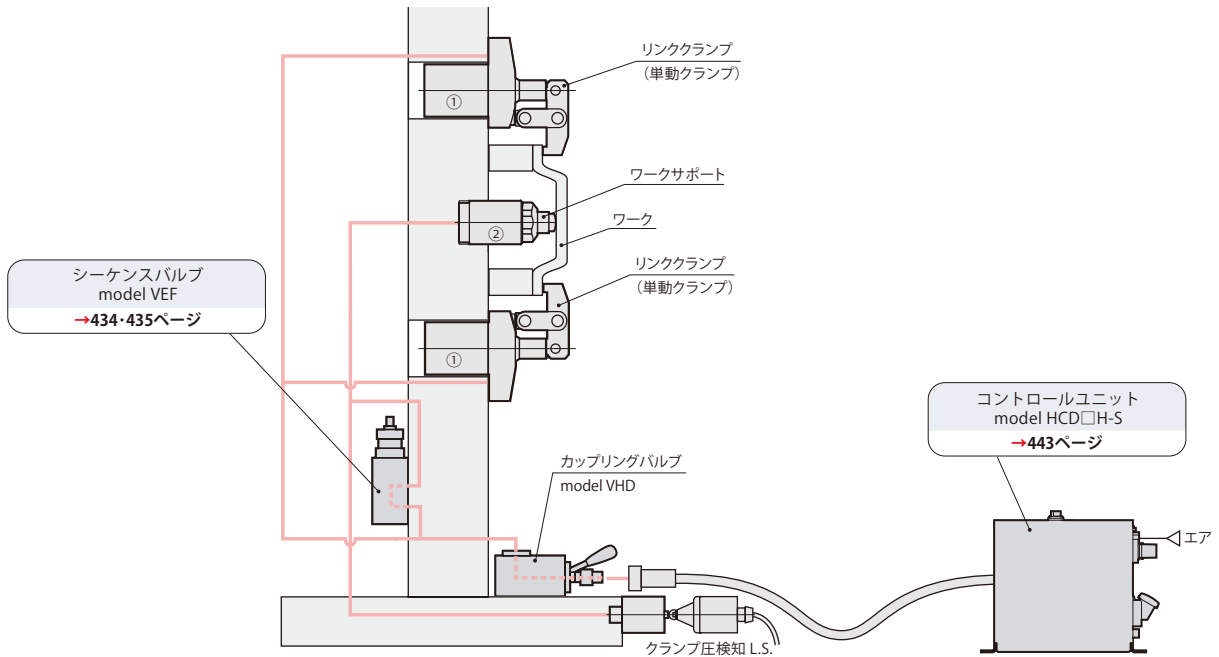 リンククランプ
（単動クランプ）
①
ワークサポート
②
ワーク
リンククランプ
（単動クランプ）
①
シーケンスバルブ
model VEF
→434・435ページ
コントロールユニット
model HCD□H-S
→443ページ
カップリングバルブ
model VHD
エア
クランプ圧検知 L.S.